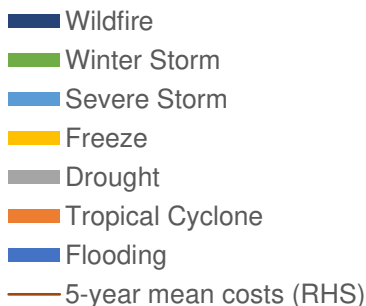 Wildfire
Winter Storm
Severe Storm
Freeze
Drought
Tropical Cyclone
Flooding
5-year mean costs (RHS)